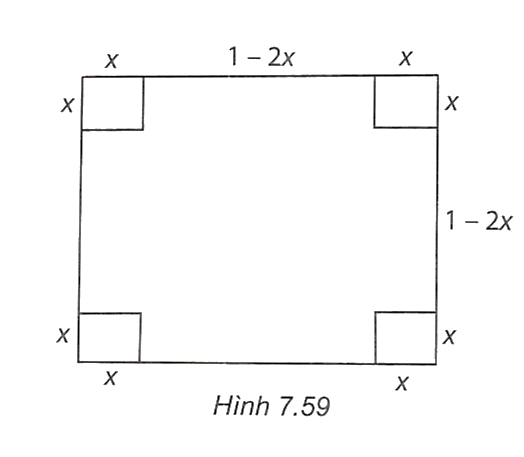 x 1 – 2x x
x x
1 – 2x
x x
x x
Hình 7.59